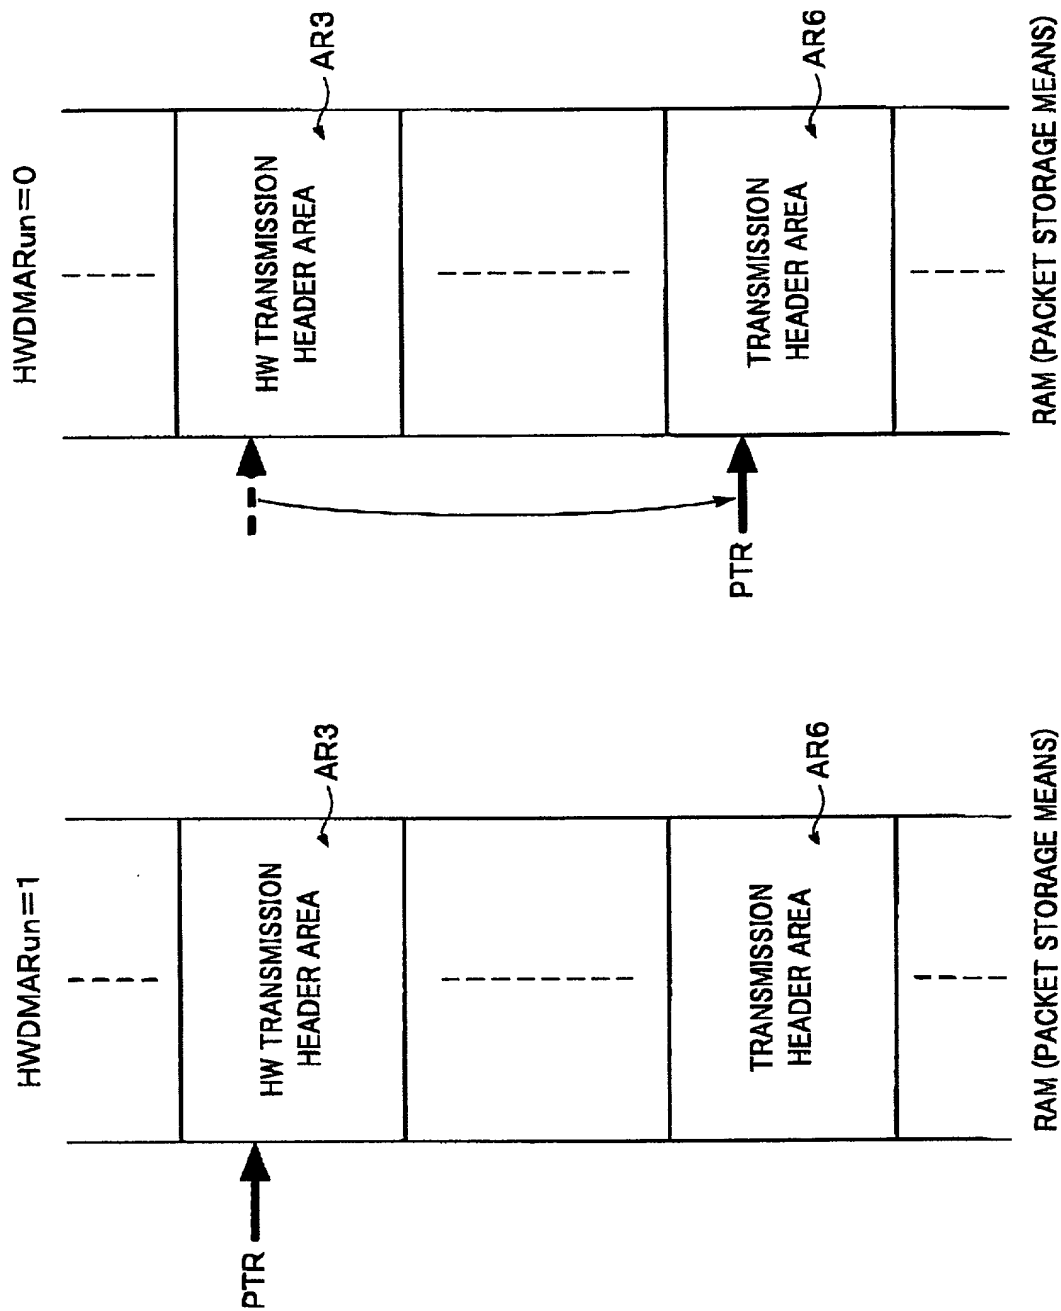 HWDMARun=1
PTR
HW TRANSMISSION
HEADER AREA
AR3
TRANSMISSION
HEADER AREA
AR6
RAM (PACKET STORAGE MEANS)
HWDMARun=0
HW TRANSMISSION
HEADER AREA
AR3
PTR
TRANSMISSION
HEADER AREA
AR6
RAM (PACKET STORAGE MEANS)